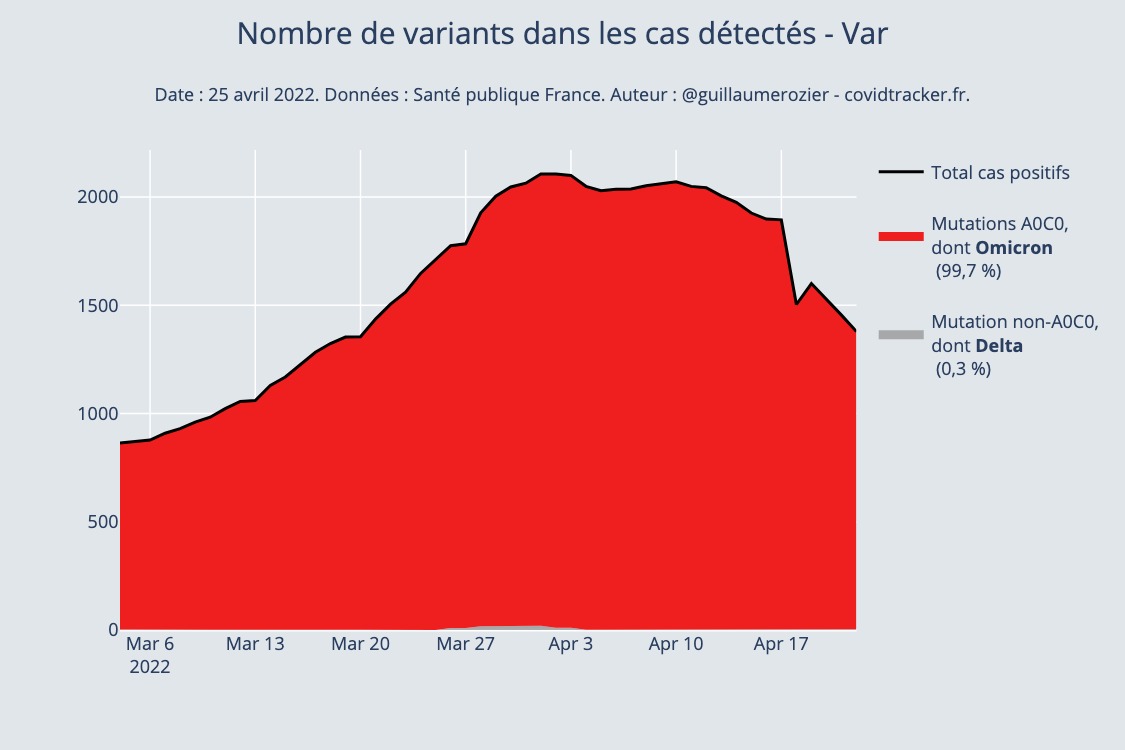 Nombre de variants dans les cas détectés - Var
Date : 25 avril 2022. Données : Santé publique France. Auteur : @guillaumerozier - covidtracker.fr.
2000
1500
1000
500
0
Mar 6
2022
Mar 13
Mar 20
Mar 27
Apr 3
Apr 10
Apr 17
Total cas positifs
Mutations A0C0,
dont Omicron
(99,7 %)
Mutation non-A0C0,
dont Delta
(0,3 %)